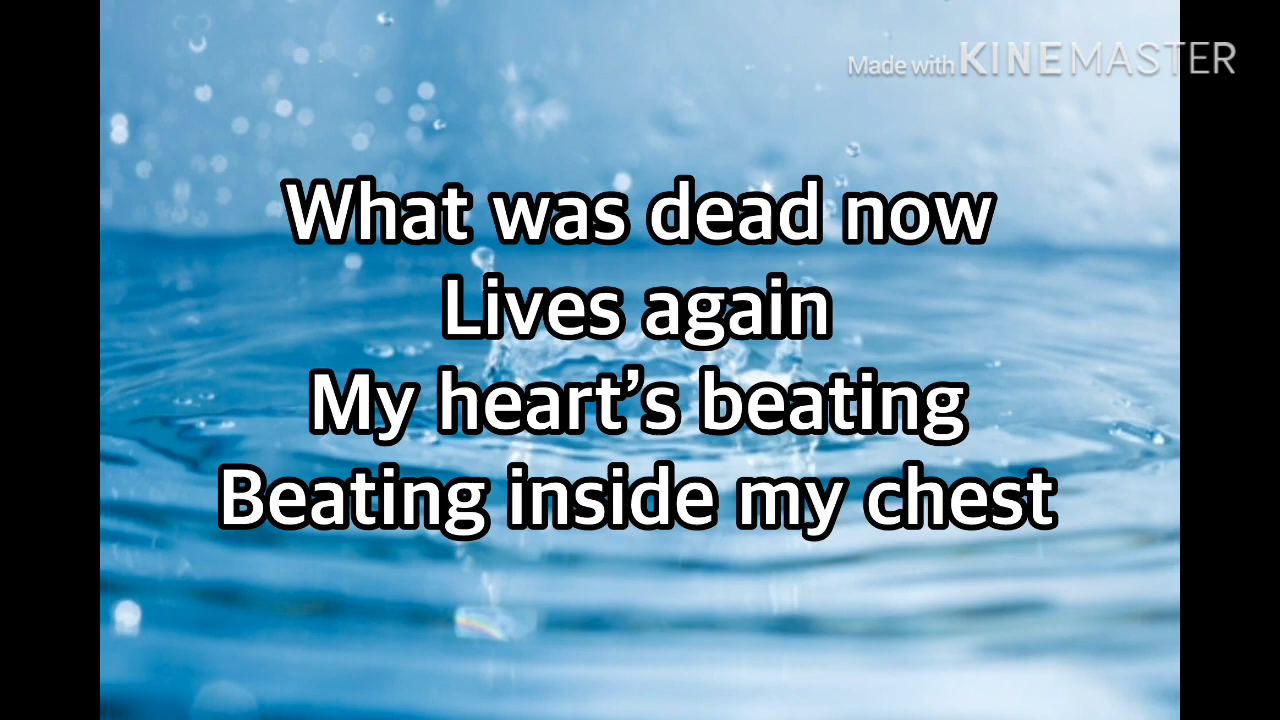 Made with KINEMASTER
What was dead now
Lives again
My heart’s beating
Beating inside my chest